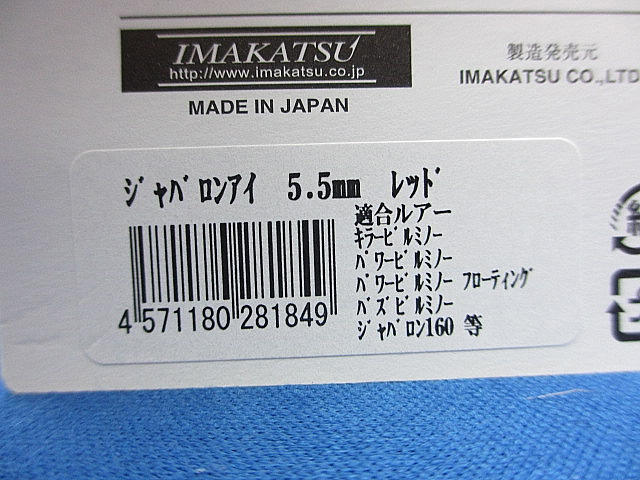 IMAKATSU
http://www.imakatsu.co.jp
MADE IN JAPAN
製造発売元
IMAKATSU CO.,LTD
ｼﾞｬﾊﾞﾛﾝｱｲ 5.5mm ﾚｯﾄﾞ
適合ルアー
ｷﾗｰﾋﾞﾙﾐﾉｰ
ﾊﾟﾜｰﾋﾞﾙﾐﾉｰ
ﾊﾟﾜｰﾋﾞﾙﾐﾉｰ ﾌﾛｰﾃｨﾝｸﾞ
ﾊﾞｽﾞﾋﾞﾙﾐﾉｰ
ｼﾞｬﾊﾞﾛﾝ160 等
4 571180 281849